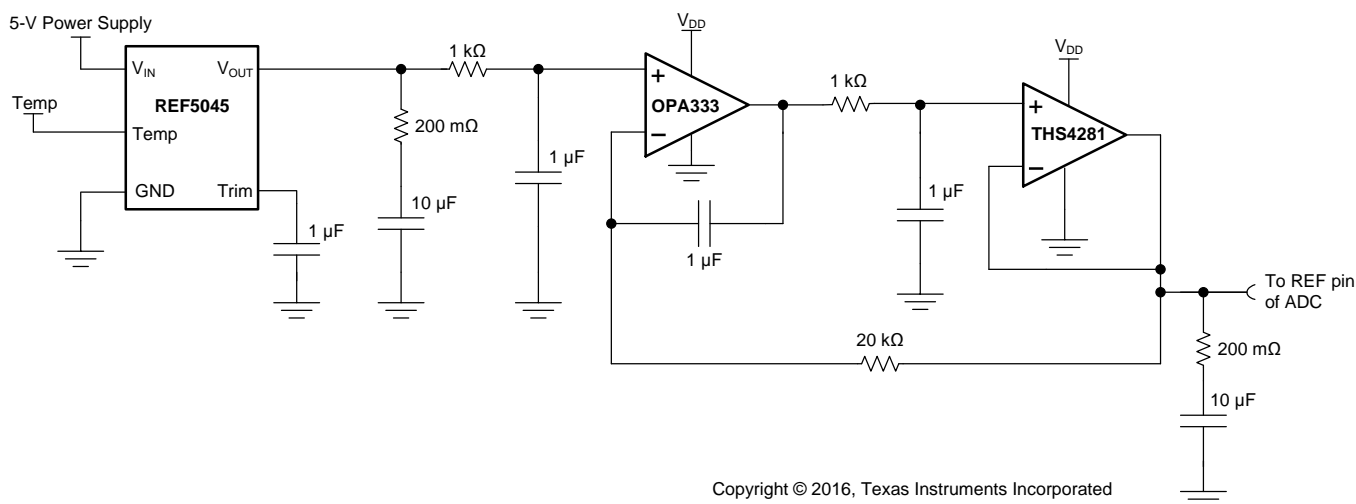 5-V Power Supply
V_DD
V_DD
1 kΩ
1 kΩ
V_IN
V_OUT
REF5045
OPA333
THS4281
Temp
Temp
200 mΩ
1 µF
1 µF
GND
Trim
10 µF
1 µF
1 µF
To REF pin
of ADC
20 kΩ
200 mΩ
10 µF
Copyright © 2016, Texas Instruments Incorporated
+
−
+
−